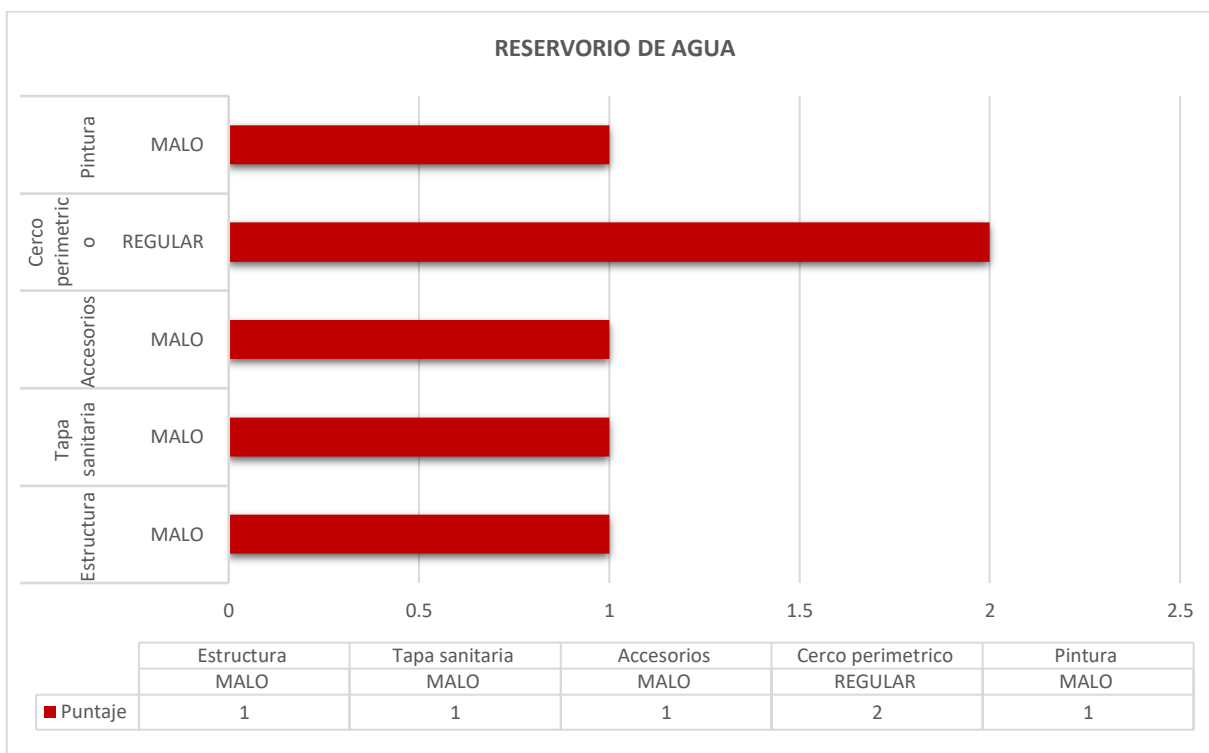 RESERVORIO DE AGUA
Pintura
MALO
Cerco
perimetric
o
REGULAR
Accesorios
MALO
Tapa
sanitaria
MALO
Estructura
MALO
0 0.5 1 1.5 2 2.5
Estructura Tapa sanitaria Accesorios Cerco perimetrico Pintura
MALO MALO MALO REGULAR MALO
Puntaje 1 1 1 2 1